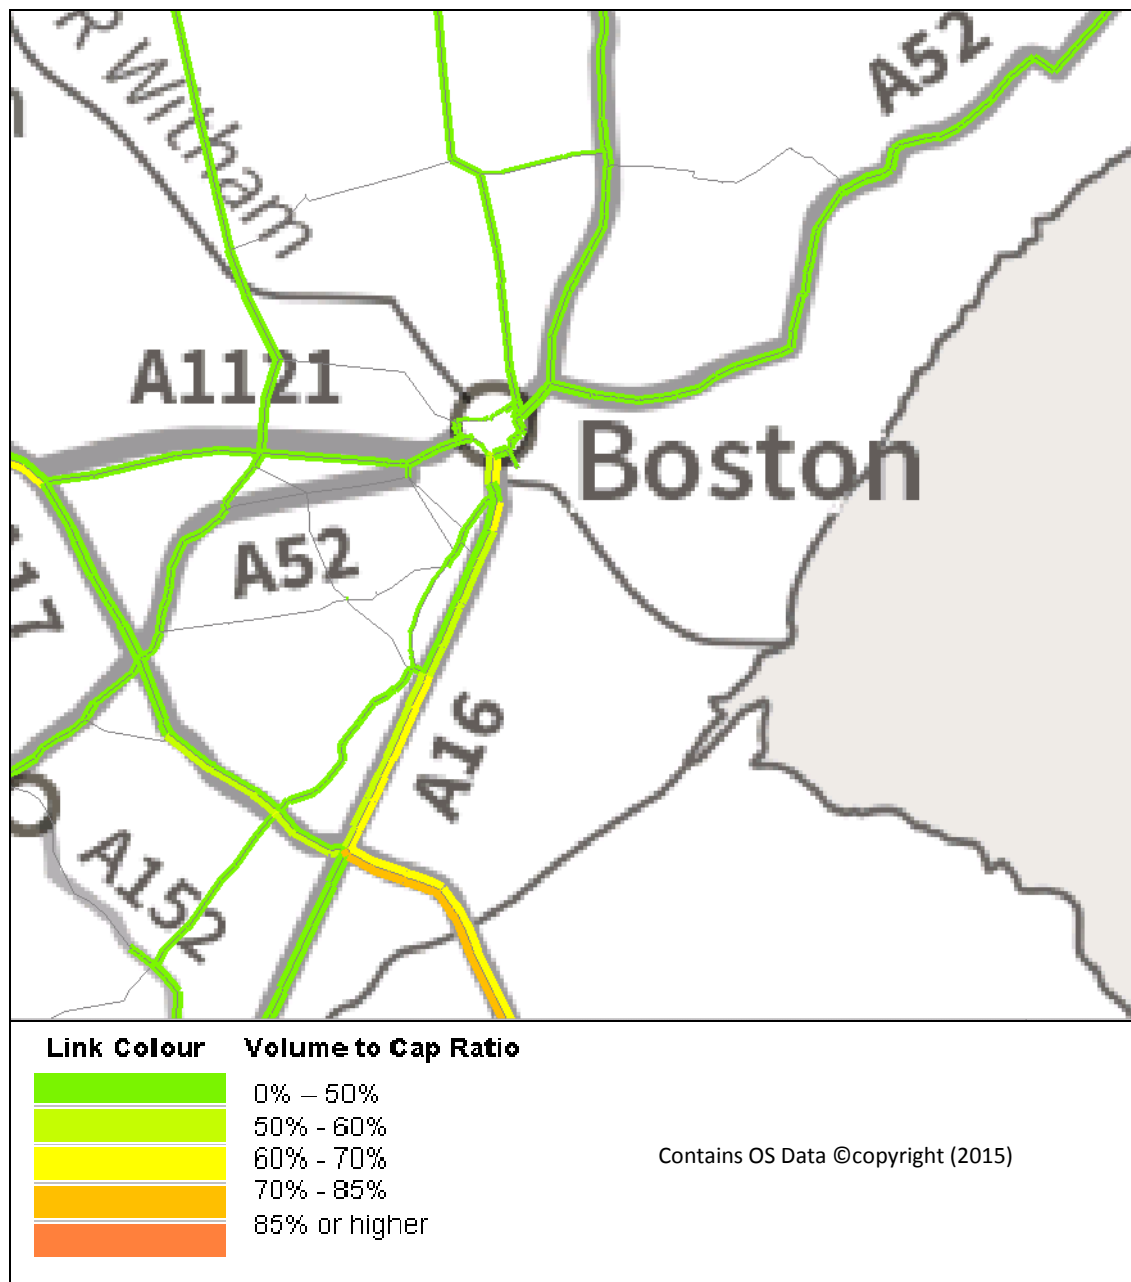 R Witham
A52
n
A1121
Boston
A52
17
A16
A152
Link Colour Volume to Cap Ratio
0% – 50%
50% - 60%
60% - 70%
70% - 85%
85% or higher
Contains OS Data ©copyright (2015)